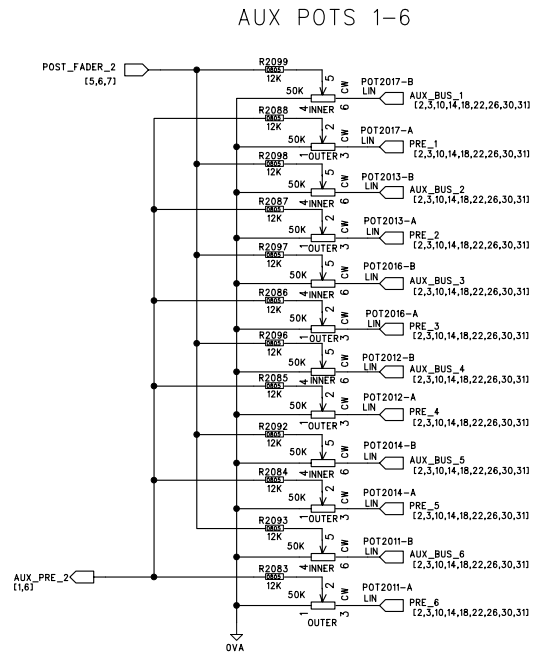 AUX POTS 1-6
POST_FADER_2
[5,6,7]
R2099
0805
12K
50K
5
CW
4 INNER 6
POT2017-B
LIN
AUX_BUS_1
[2,3,10,14,18,22,26,30,31]
R2088
0805
12K
50K
2
CW
1 OUTER 3
POT2017-A
LIN
PRE_1
[2,3,10,14,18,22,26,30,31]
R2098
0805
12K
50K
5
CW
4 INNER 6
POT2013-B
LIN
AUX_BUS_2
[2,3,10,14,18,22,26,30,31]
R2087
0805
12K
50K
2
CW
1 OUTER 3
POT2013-A
LIN
PRE_2
[2,3,10,14,18,22,26,30,31]
R2097
0805
12K
50K
5
CW
4 INNER 6
POT2016-B
LIN
AUX_BUS_3
[2,3,10,14,18,22,26,30,31]
R2086
0805
12K
50K
2
CW
1 OUTER 3
POT2016-A
LIN
PRE_3
[2,3,10,14,18,22,26,30,31]
R2096
0805
12K
50K
5
CW
4 INNER 6
POT2012-B
LIN
AUX_BUS_4
[2,3,10,14,18,22,26,30,31]
R2085
0805
12K
50K
2
CW
1 OUTER 3
POT2012-A
LIN
PRE_4
[2,3,10,14,18,22,26,30,31]
R2092
0805
12K
50K
5
CW
4 INNER 6
POT2014-B
LIN
AUX_BUS_5
[2,3,10,14,18,22,26,30,31]
R2084
0805
12K
50K
2
CW
1 OUTER 3
POT2014-A
LIN
PRE_5
[2,3,10,14,18,22,26,30,31]
R2093
0805
12K
50K
5
CW
4 INNER 6
POT2011-B
LIN
AUX_BUS_6
[2,3,10,14,18,22,26,30,31]
AUX_PRE_2
[1,6]
R2083
0805
12K
50K
2
CW
1 OUTER 3
POT2011-A
LIN
PRE_6
[2,3,10,14,18,22,26,30,31]
0VA